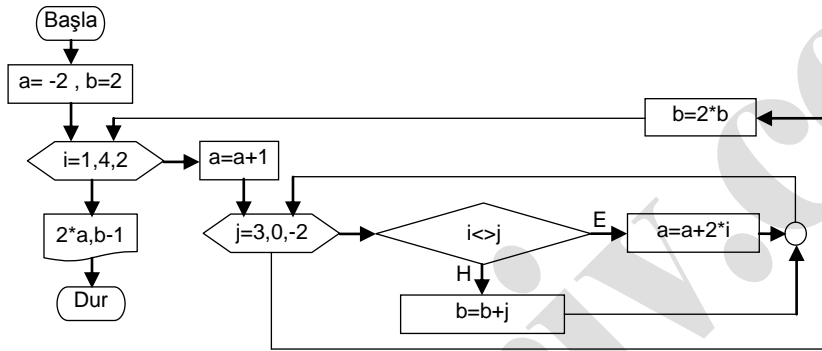 Başla
a= -2 , b=2
b=2*b
i=1,4,2
a=a+1
2*a,b-1
j=3,0,-2
i<>j
E
a=a+2*i
H
b=b+j
Dur